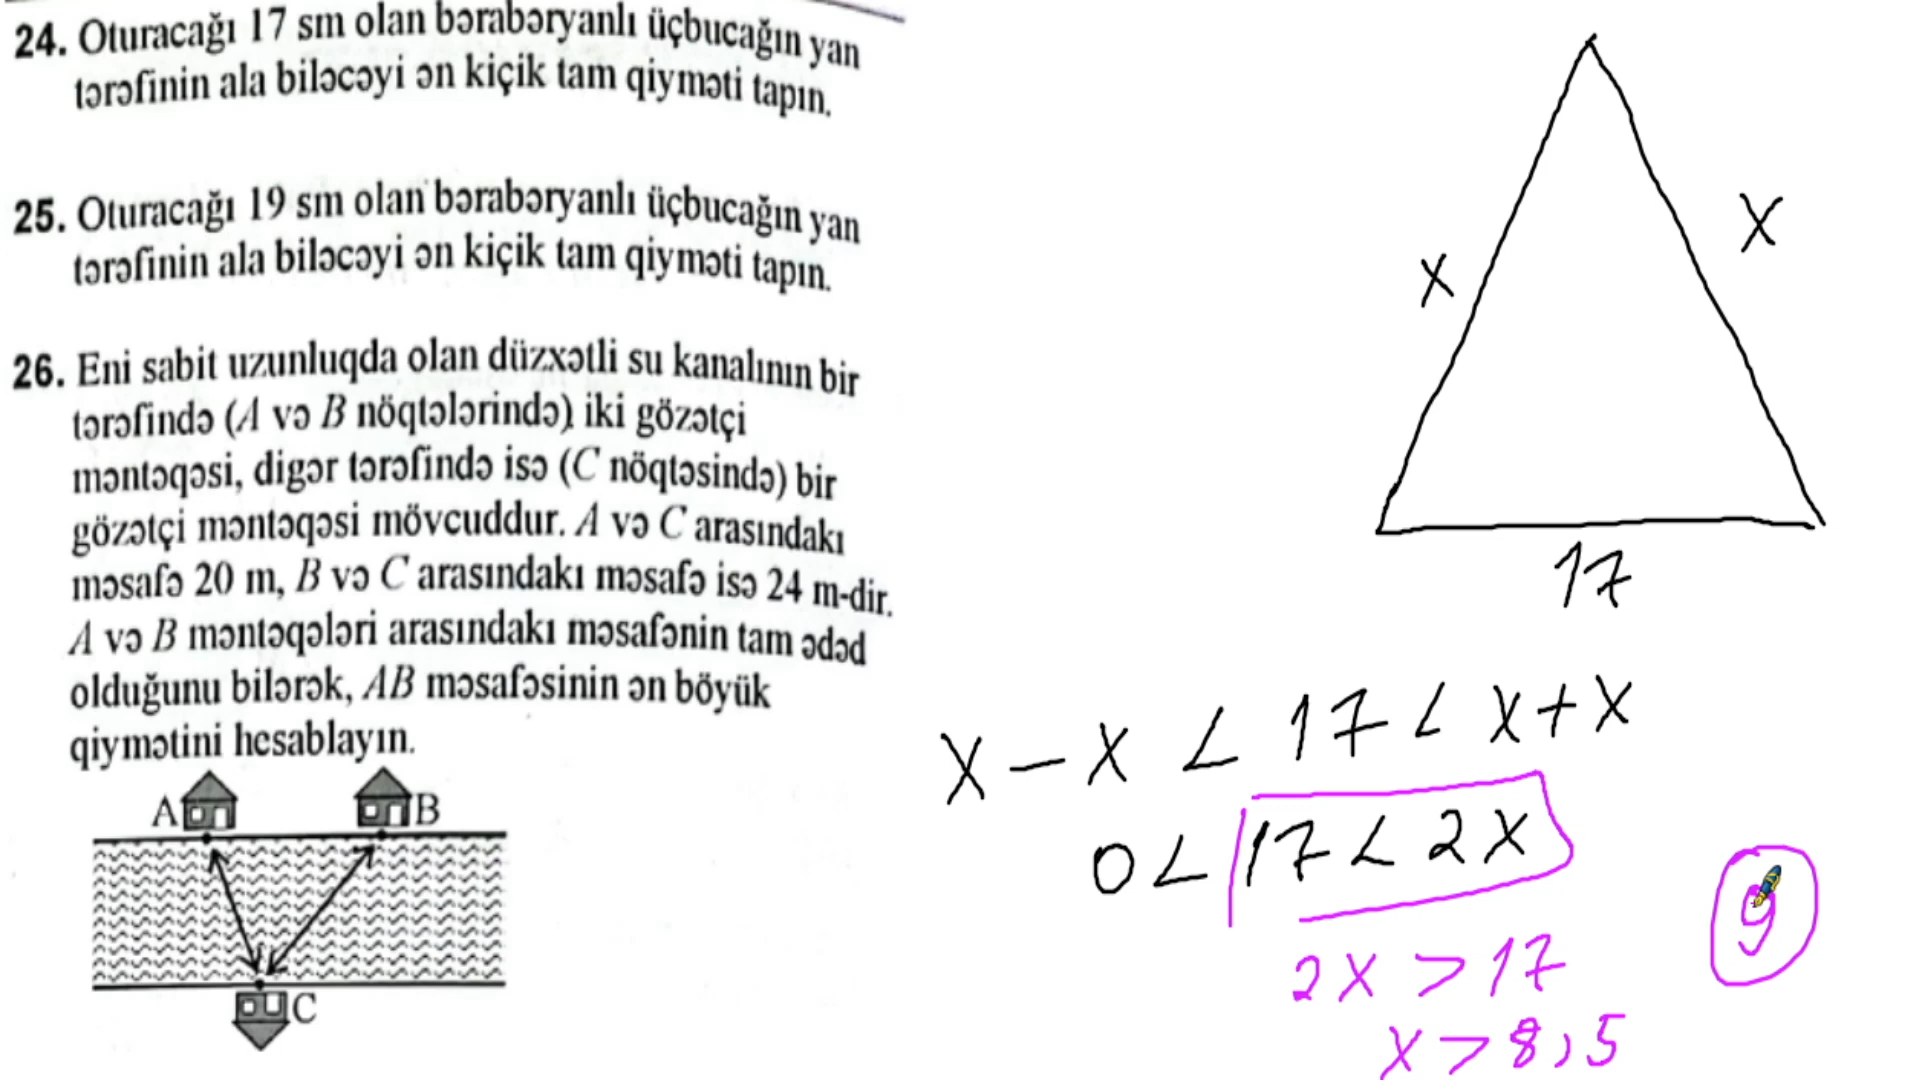 24. Oturacağı 17 sm olan bərabəryanlı üçbucağın yan
tərəfinin ala biləcəyi ən kiçik tam qiyməti tapın.
25. Oturacağı 19 sm olan bərabəryanlı üçbucağın yan
tərəfinin ala biləcəyi ən kiçik tam qiyməti tapın.
26. Eni sabit uzunluqda olan düzxətli su kanalının bir
tərəfində (A və B nöqtələrində) iki gözətçi
məntəqəsi, digər tərəfində isə (C nöqtəsində) bir
gözətçi məntəqəsi mövcuddur. A və C arasındakı
məsafə 20 m, B və C arasındakı məsafə isə 24 m-dir.
A və B məntəqələri arasındakı məsafənin tam ədəd
olduğunu bilərək, AB məsafəsinin ən böyük
qiymətini hesablayın.
A B
C
x
x
17
x - x < 17 < x + x
0 < 17 < 2x
2x > 17
x > 8,5
9